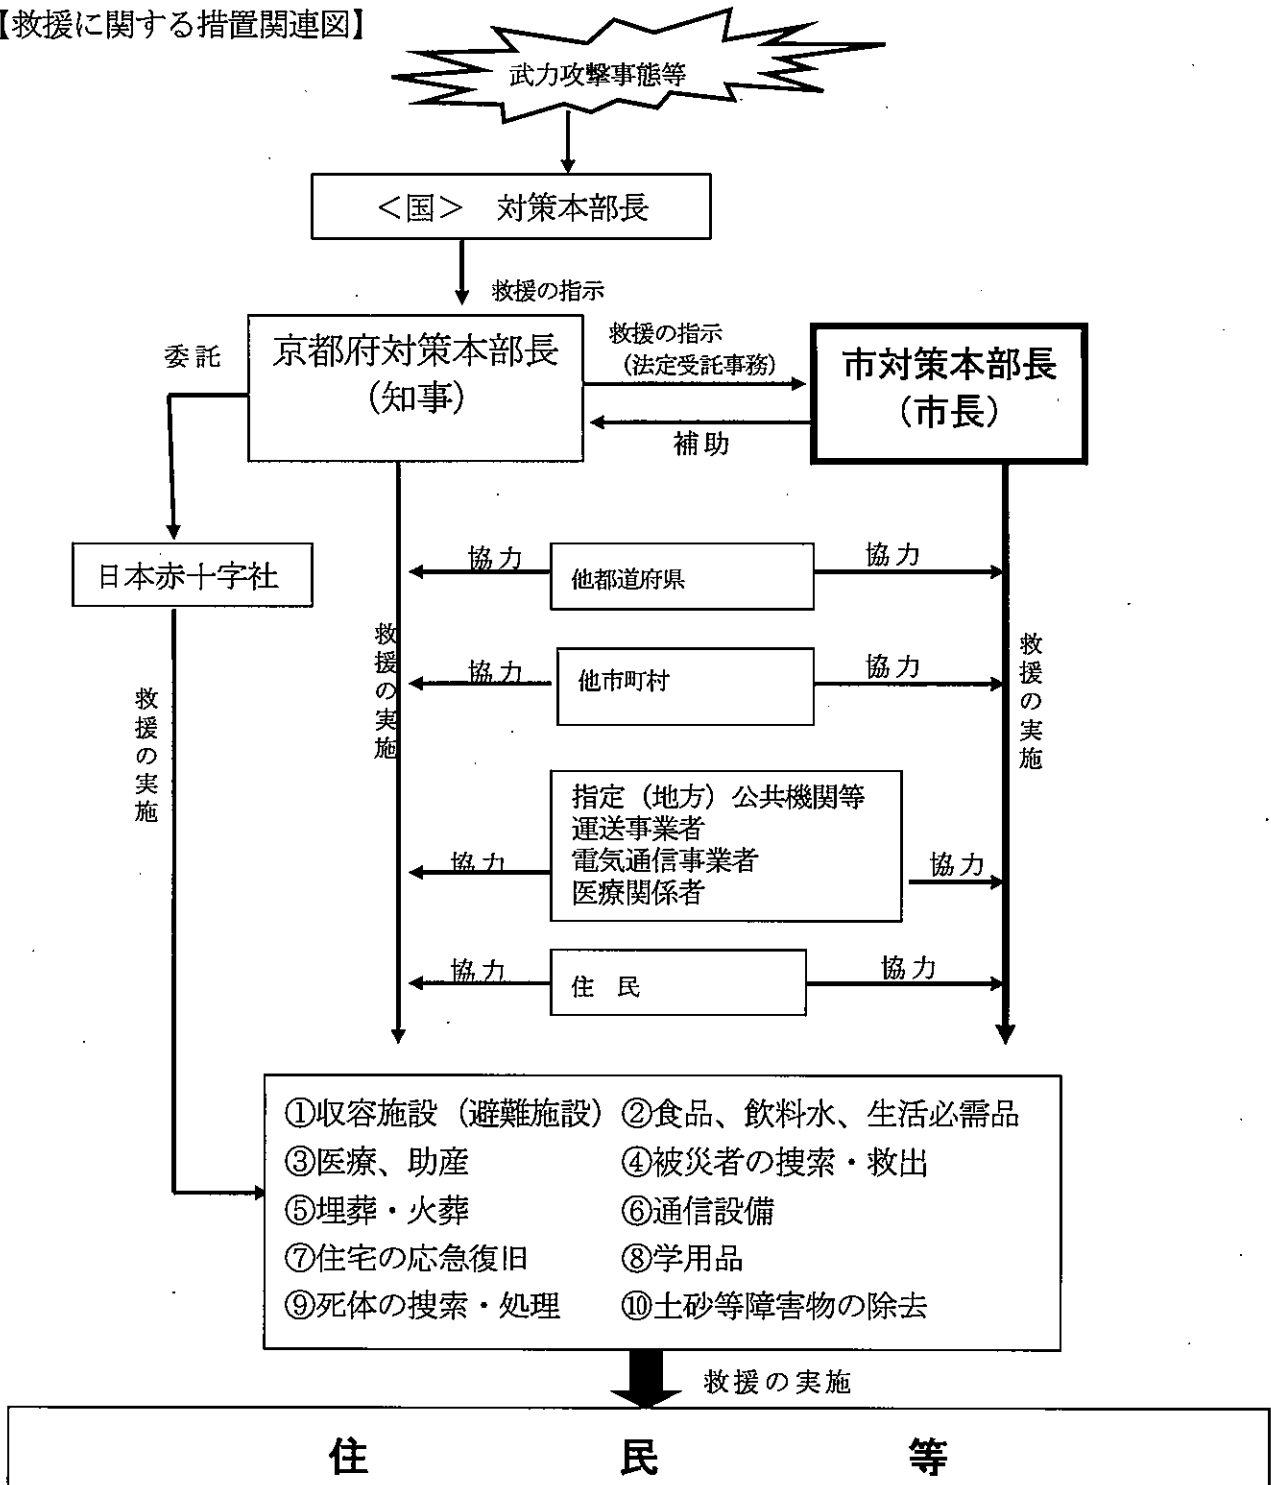 【救援に関する措置関連図】
武力攻撃事態等
＜国＞　対策本部長
救援の指示
委託
京都府対策本部長
（知事）
救援の指示
（法定受託事務）
補助
市対策本部長
（市長）
日本赤十字社
協力
他都道府県
協力
協力
他市町村
協力
救援の実施
救援の実施
救援の実施
指定（地方）公共機関等
運送事業者
電気通信事業者
医療関係者
協力
協力
協力
住　民
協力
①収容施設（避難施設）②食品、飲料水、生活必需品
③医療、助産　④被災者の捜索・救出
⑤埋葬・火葬　⑥通信設備
⑦住宅の応急復旧　⑧学用品
⑨死体の捜索・処理　⑩土砂等障害物の除去
救援の実施
住　民　等